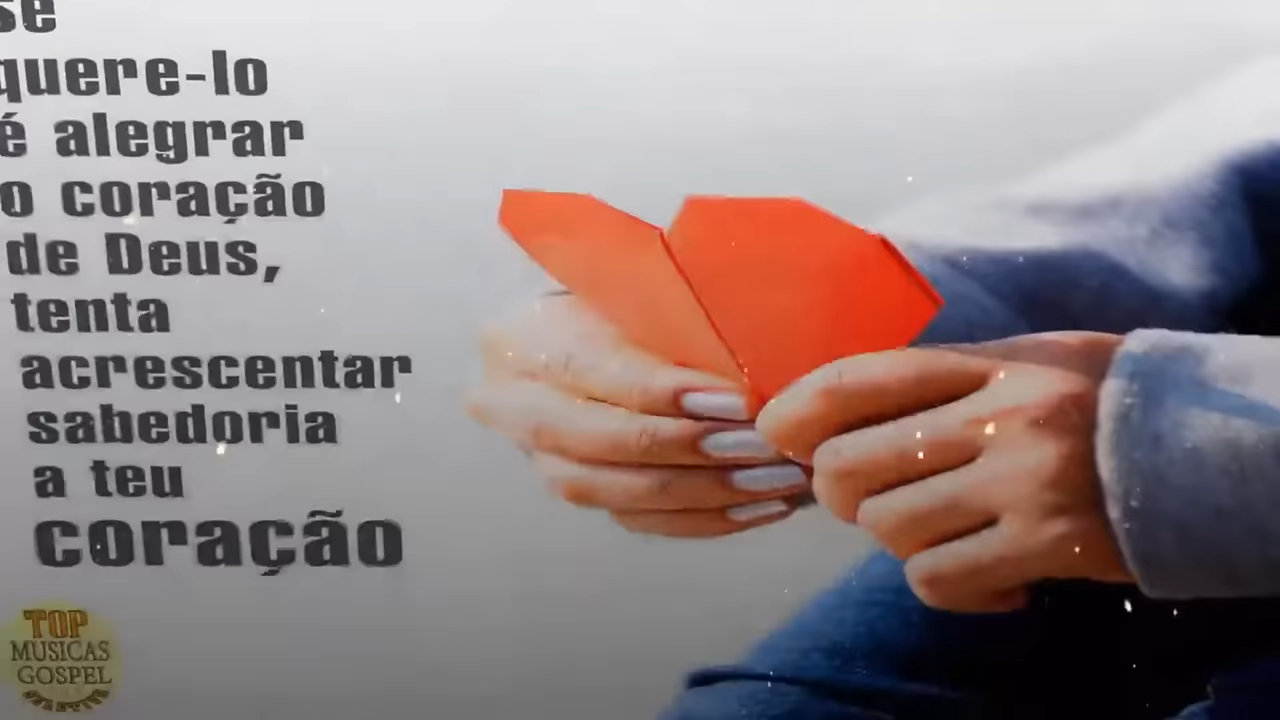 se
quere-lo
é alegrar
o coração
de Deus,
tenta
acrescentar
sabedoria
a teu
coração
TOP
MUSICAS
GOSPEL